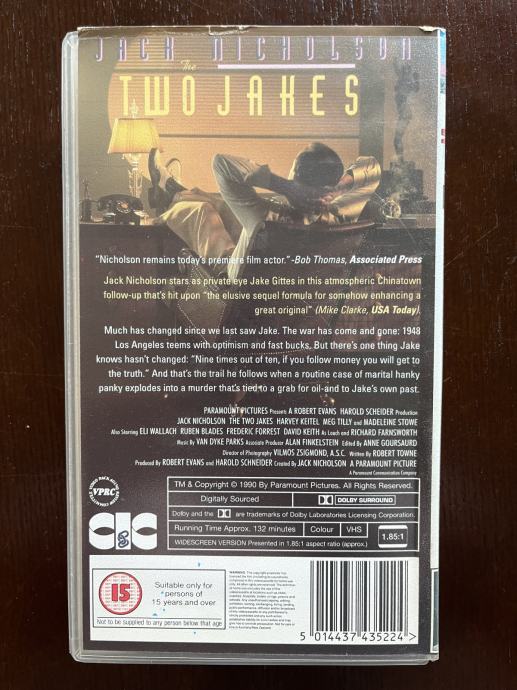 JACK NICHOLSON
The
TWO JAKES
"Nicholson remains today's premiere film actor."-Bob Thomas, Associated Press
Jack Nicholson stars as private eye Jake Gittes in this atmospheric Chinatown
follow-up that's hit upon "the elusive sequel formula for somehow enhancing a
great original" (Mike Clarke, USA Today).
Much has changed since we last saw Jake. The war has come and gone: 1948
Los Angeles teems with optimism and fast bucks. But there's one thing Jake
knows hasn't changed: "Nine times out of ten, if you follow money you will get to
the truth." And that's the trail he follows when a routine case of marital hanky
panky explodes into a murder that's tied to a grab for oil-and to Jake's own past.
PARAMOUNT PICTURES Presents A ROBERT EVANS HAROLD SCHEIDER Production
JACK NICHOLSON THE TWO JAKES HARVEY KEITEL MEG TILLY and MADELEINE STOWE
Also Starring ELI WALLACH RUBEN BLADES FREDERIC FORREST DAVID KEITH As Loach and RICHARD FARNSWORTH
Music By VAN DYKE PARKS Associate Producer ALAN FINKELSTEIN Edited By ANNE GOURSAURD
Director of Photography VILMOS ZSIGMOND, A.S.C. Written By ROBERT TOWNE
Produced By ROBERT EVANS and HAROLD SCHNEIDER Created By JACK NICHOLSON A PARAMOUNT PICTURE
A Paramount Communication Company
VPRC
TM & Copyright © 1990 By Paramount Pictures. All Rights Reserved.
Digitally Sourced
DOLBY SURROUND
Dolby and the are trademarks of Dolby Laboratories Licensing Corporation.
CIC
Running Time Approx. 132 minutes Colour VHS
WIDESCREEN VERSION Presented in 1.85:1 aspect ratio (approx.)
1.85:1
15
Suitable only for
persons of
15 years and over
Not to be supplied to any person below that age
WARNING
5 014437 435224 >